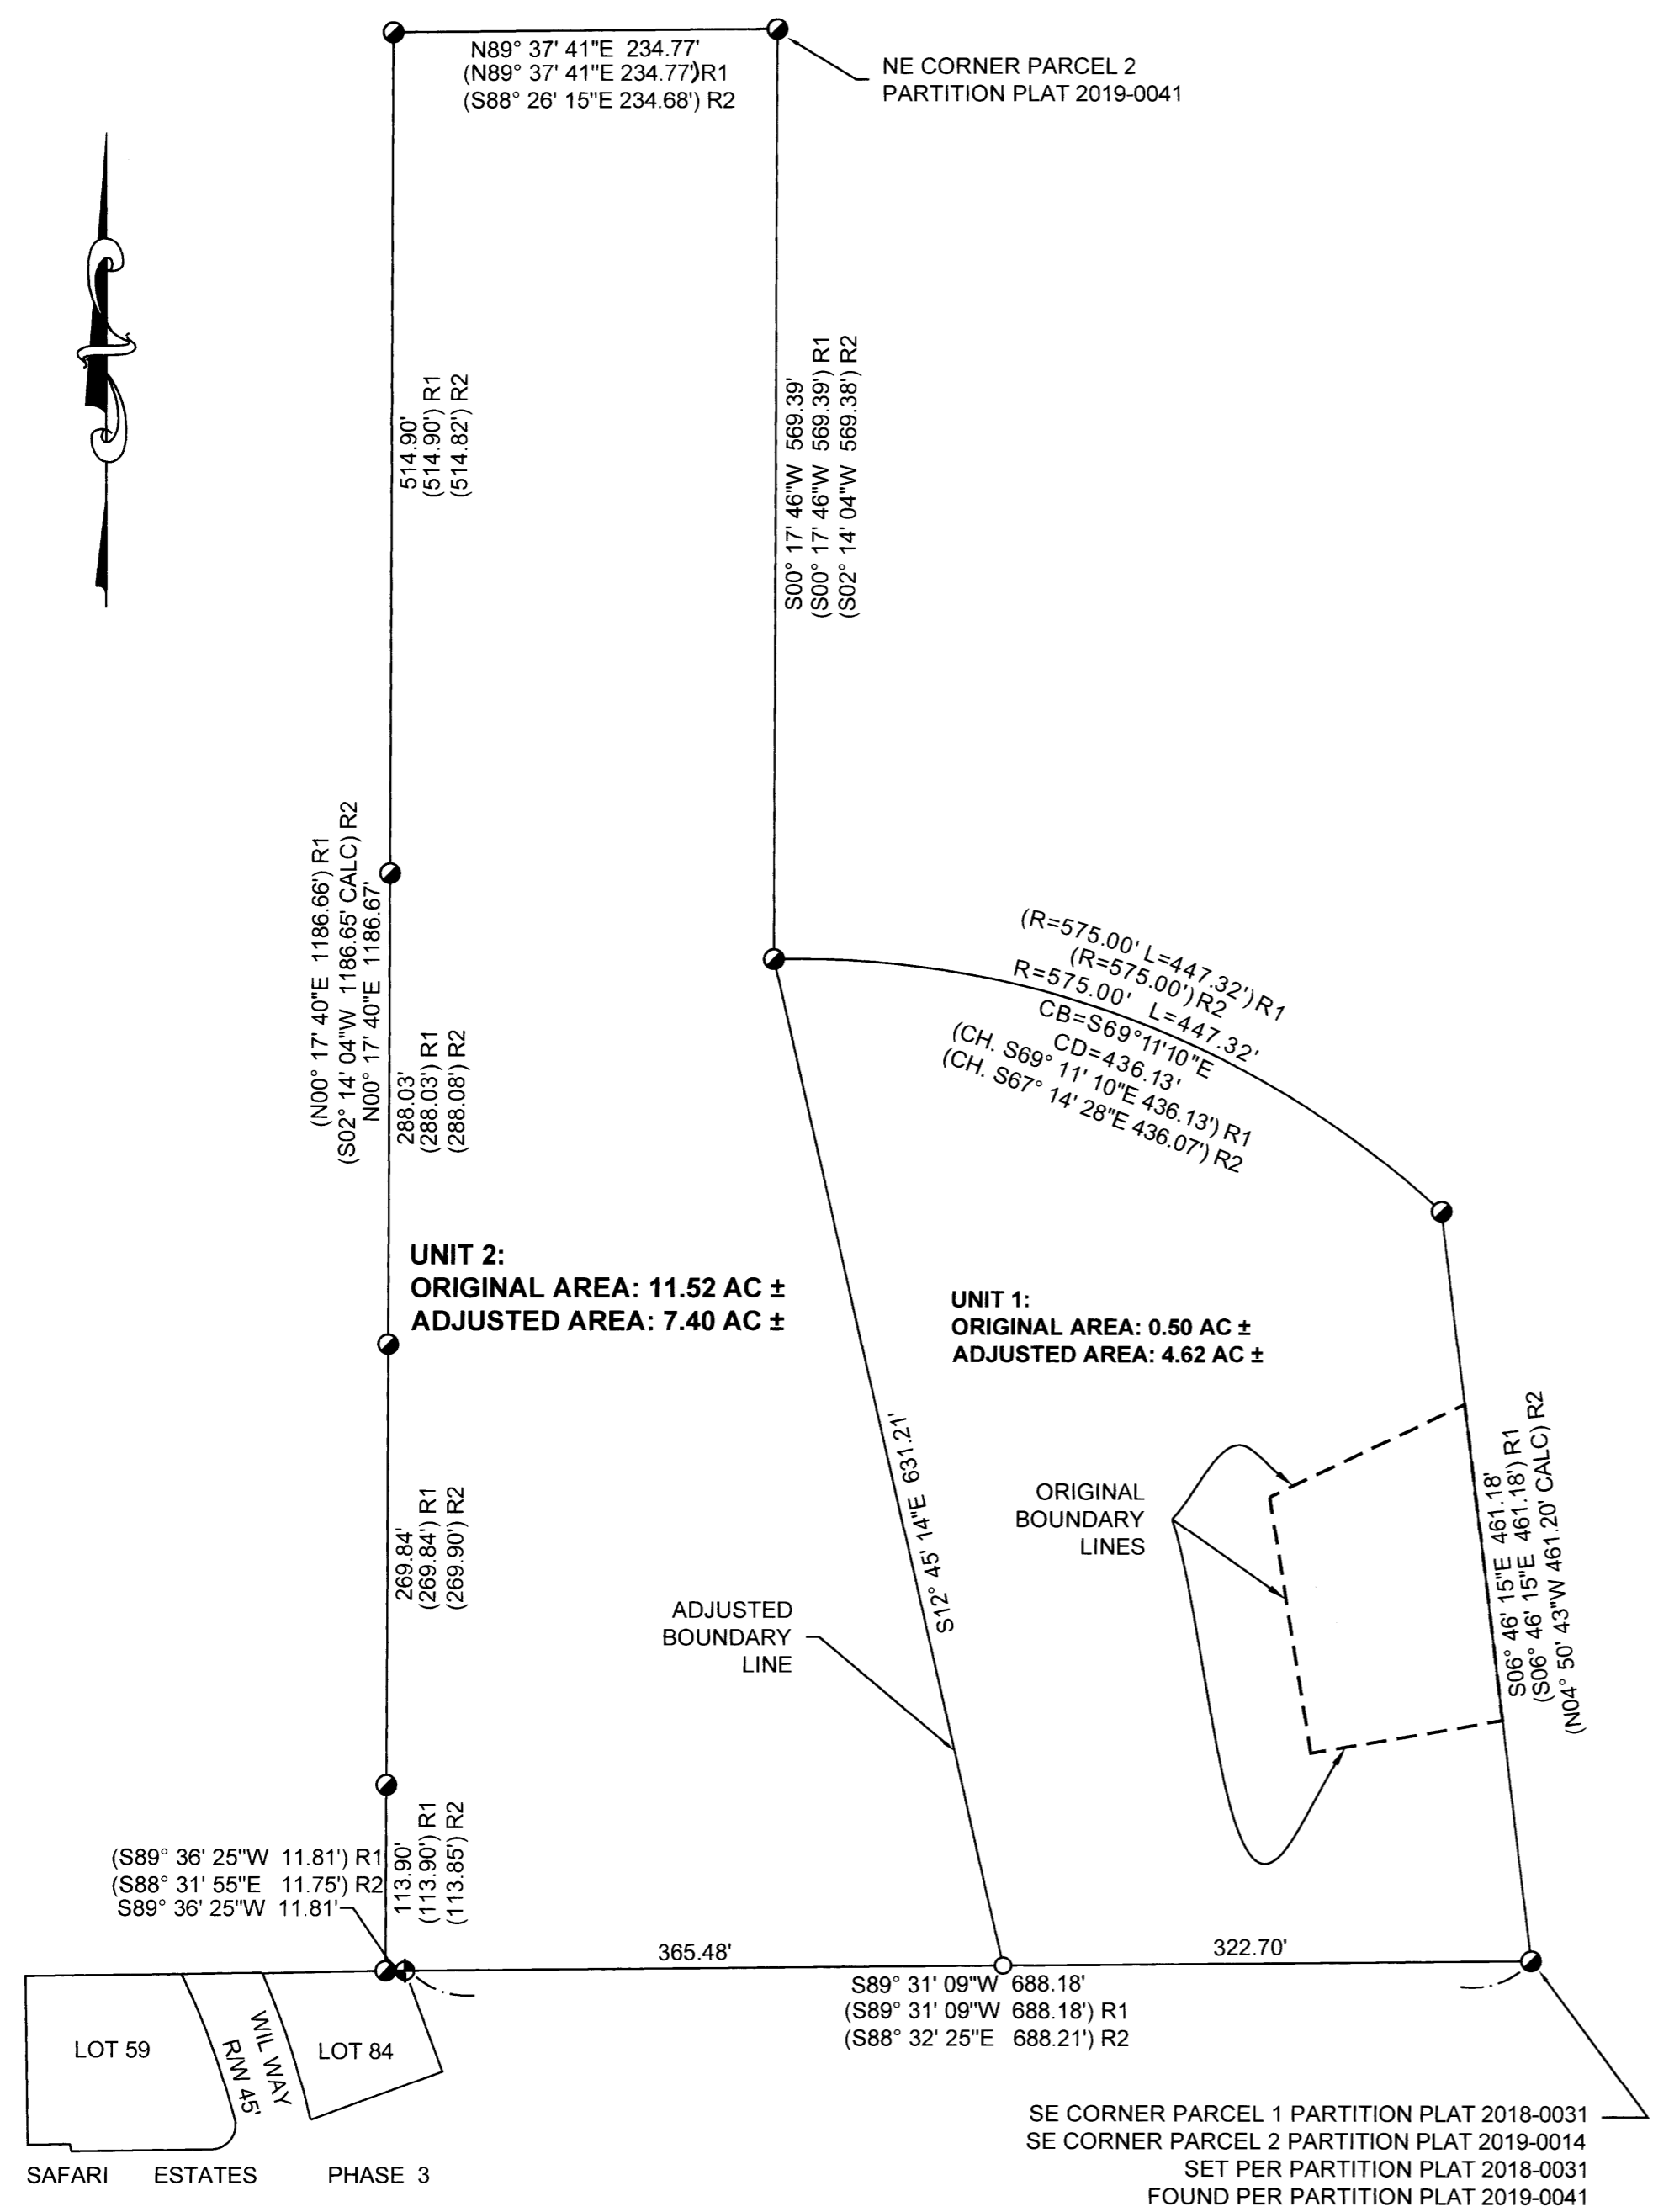 N89° 37' 41"E 234.77'
(N89° 37' 41"E 234.77')R1
(S88° 26' 15"E 234.68') R2
NE CORNER PARCEL 2
PARTITION PLAT 2019-0041
514.90'
(514.90') R1
(514.82') R2
S00° 17' 46"W 569.39'
(S00° 17' 46"W 569.39') R1
(S02° 14' 04"W 569.38') R2
(N00° 17' 40"E 1186.66') R1
(S02° 14' 04"W 1186.65' CALC) R2
N00° 17' 40"E 1186.67'
288.03'
(288.03') R1
(288.08') R2
(R=575.00' L=447.32') R1
(R=575.00') R2
R=575.00' L=447.32'
CB=S69°11'10"E
CD=436.13'
(CH. S69° 11' 10"E 436.13') R1
(CH. S67° 14' 28"E 436.07') R2
UNIT 2:
ORIGINAL AREA: 11.52 AC ±
ADJUSTED AREA: 7.40 AC ±
UNIT 1:
ORIGINAL AREA: 0.50 AC ±
ADJUSTED AREA: 4.62 AC ±
S12° 45' 14"E 631.21'
ORIGINAL
BOUNDARY
LINES
S06° 46' 15"E 461.18'
(S06° 46' 15"E 461.18') R1
(N04° 50' 43"W 461.20' CALC) R2
269.84'
(269.84') R1
(269.90') R2
ADJUSTED
BOUNDARY
LINE
(S89° 36' 25"W 11.81') R1
(S88° 31' 55"E 11.75') R2
S89° 36' 25"W 11.81'
113.90'
(113.90') R1
(113.85') R2
365.48'
322.70'
S89° 31' 09"W 688.18'
(S89° 31' 09"W 688.18') R1
(S88° 32' 25"E 688.21') R2
LOT 59
WIL WAY
R/W 45'
LOT 84
SAFARI ESTATES PHASE 3
SE CORNER PARCEL 1 PARTITION PLAT 2018-0031
SE CORNER PARCEL 2 PARTITION PLAT 2019-0014
SET PER PARTITION PLAT 2018-0031
FOUND PER PARTITION PLAT 2019-0041